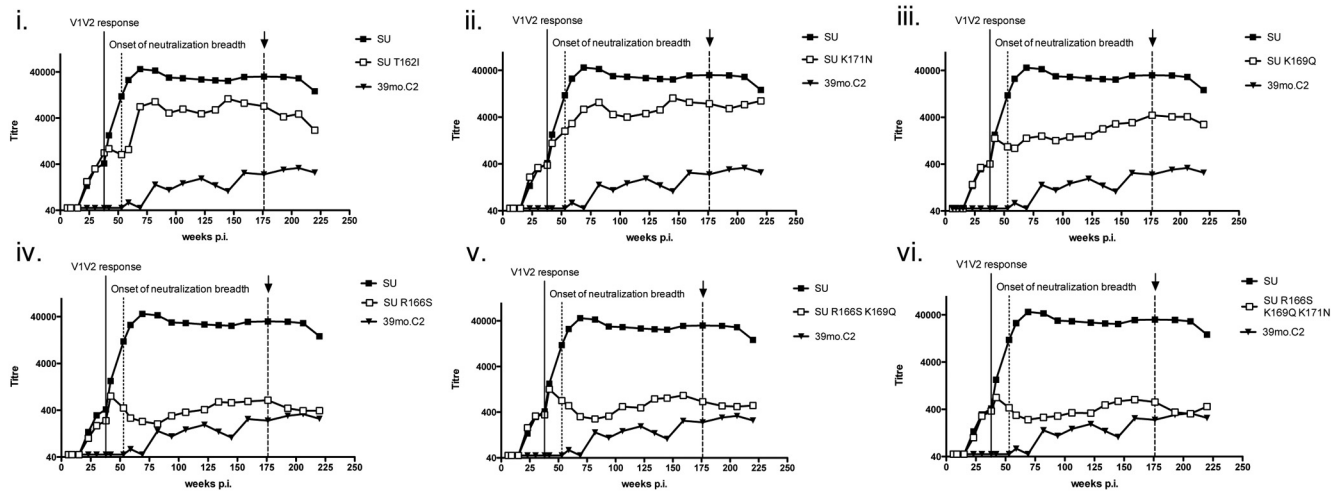 i.
V1V2 response
Onset of neutralization breadth
SU
SU T162I
39mo.C2
Titre
40000
4000
400
40
0 25 50 75 100 125 150 175 200 225 250
weeks p.i.
ii.
V1V2 response
Onset of neutralization breadth
SU
SU K171N
39mo.C2
Titre
40000
4000
400
40
0 25 50 75 100 125 150 175 200 225 250
weeks p.i.
iii.
V1V2 response
Onset of neutralization breadth
SU
SU K169Q
39mo.C2
Titre
40000
4000
400
40
0 25 50 75 100 125 150 175 200 225 250
weeks p.i.
iv.
V1V2 response
Onset of neutralization breadth
SU
SU R166S
39mo.C2
Titre
40000
4000
400
40
0 25 50 75 100 125 150 175 200 225 250
weeks p.i.
v.
V1V2 response
Onset of neutralization breadth
SU
SU R166S K169Q
39mo.C2
Titre
40000
4000
400
40
0 25 50 75 100 125 150 175 200 225 250
weeks p.i.
vi.
V1V2 response
Onset of neutralization breadth
SU
SU R166S
K169Q K171N
39mo.C2
Titre
40000
4000
400
40
0 25 50 75 100 125 150 175 200 225 250
weeks p.i.